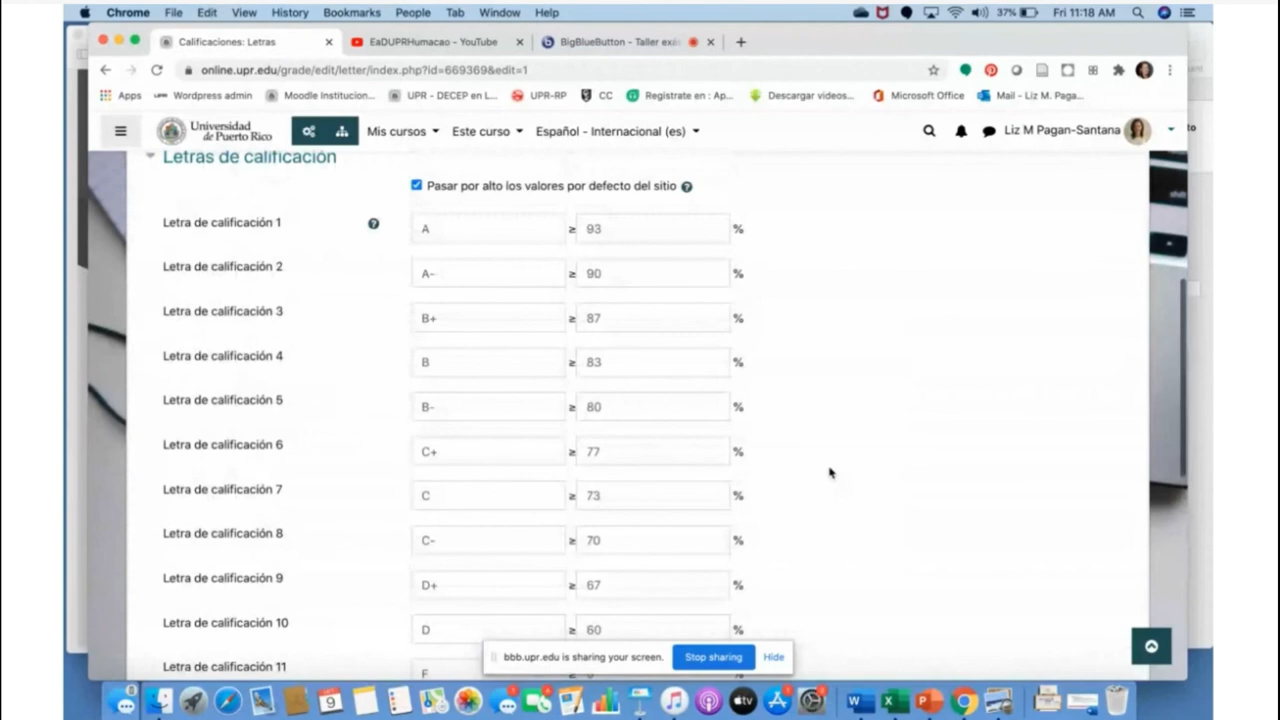 Chrome File Edit View History Bookmarks People Tab Window Help 37% Fri 11:18 AM
Calificaciones: Letras EaDUPRHumacao - YouTube BigBlueButton - Taller exá
online.upr.edu/grade/edit/letter/index.php?id=669369&edit=1
Apps Wordpress admin Moodle Institucion... UPR - DECEP en L... UPR-RP CC Registrate en : Ap... Descargar videos... Microsoft Office Mail - Liz M. Paga...
Universidad
de Puerto Rico
Mis cursos Este curso Español - Internacional (es) Liz M Pagan-Santana
Letras de calificación
Pasar por alto los valores por defecto del sitio
Letra de calificación 1 A ≥ 93 %
Letra de calificación 2 A- ≥ 90 %
Letra de calificación 3 B+ ≥ 87 %
Letra de calificación 4 B ≥ 83 %
Letra de calificación 5 B- ≥ 80 %
Letra de calificación 6 C+ ≥ 77 %
Letra de calificación 7 C ≥ 73 %
Letra de calificación 8 C- ≥ 70 %
Letra de calificación 9 D+ ≥ 67 %
Letra de calificación 10 D ≥ 60 %
Letra de calificación 11 F
bbb.upr.edu is sharing your screen. Stop sharing Hide